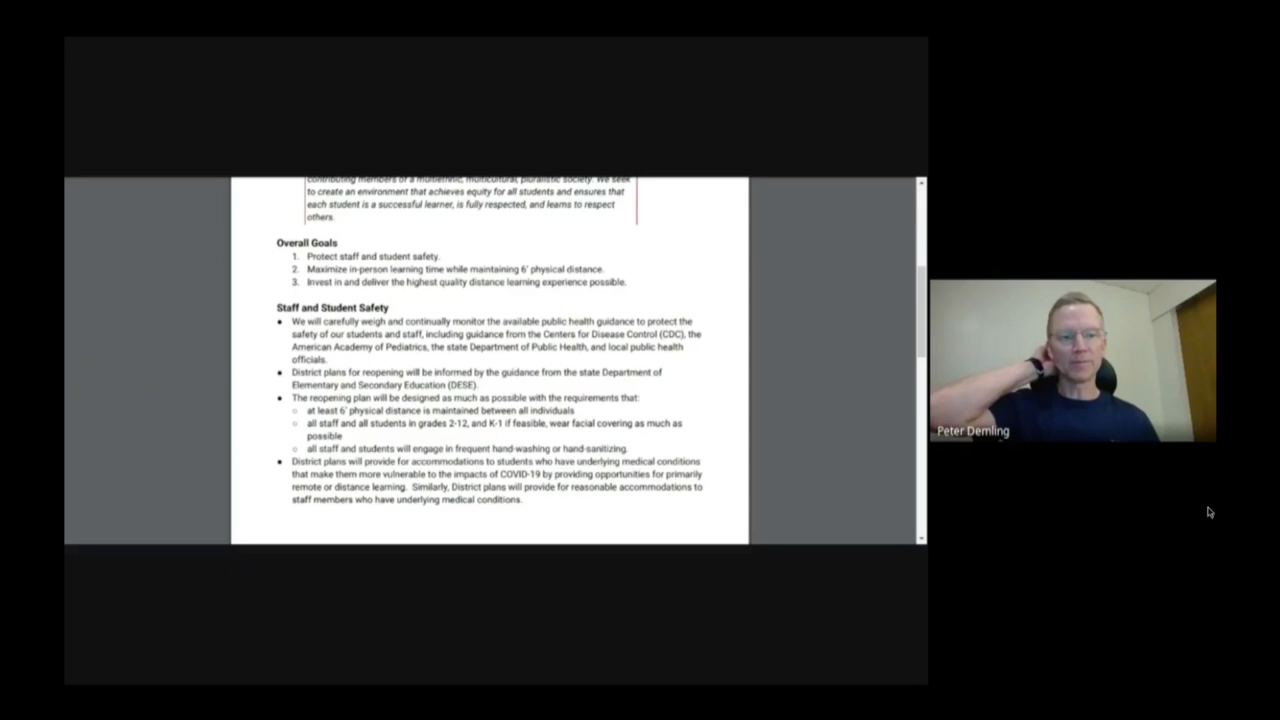 contributing members of a multiethnic, multicultural, pluralistic society. We seek
to create an environment that achieves equity for all students and ensures that
each student is a successful learner, is fully respected, and learns to respect
others.
Overall Goals
1. Protect staff and student safety.
2. Maximize in-person learning time while maintaining 6' physical distance.
3. Invest in and deliver the highest quality distance learning experience possible.
Staff and Student Safety
● We will carefully weigh and continually monitor the available public health guidance to protect the
safety of our students and staff, including guidance from the Centers for Disease Control (CDC), the
American Academy of Pediatrics, the state Department of Public Health, and local public health
officials.
● District plans for reopening will be informed by the guidance from the state Department of
Elementary and Secondary Education (DESE).
● The reopening plan will be designed as much as possible with the requirements that:
○ at least 6' physical distance is maintained between all individuals
○ all staff and all students in grades 2-12, and K-1 if feasible, wear facial covering as much as
possible
○ all staff and students will engage in frequent hand-washing or hand-sanitizing.
● District plans will provide for accommodations to students who have underlying medical conditions
that make them more vulnerable to the impacts of COVID-19 by providing opportunities for primarily
remote or distance learning. Similarly, District plans will provide for reasonable accommodations to
staff members who have underlying medical conditions.
Peter Demling